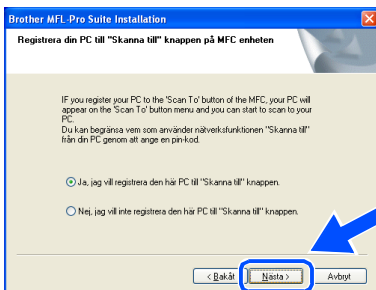 Brother MFL-Pro Suite Installation
Registrera din PC till "Skanna till" knappen på MFC enheten
IF you register your PC to the 'Scan To' button of the MFC, your PC will
appear on the 'Scan To' button menu and you can start to scan to your
PC.
Du kan begränsa vem som använder nätverksfunktionen "Skanna till"
från din PC genom att ange en pin-kod.
Ja, jag vill registrera den här PC till "Skanna till" knappen.
Nej, jag vill inte registrera den här PC till "Skanna till" knappen.
< Bakåt Nästa > Avbryt